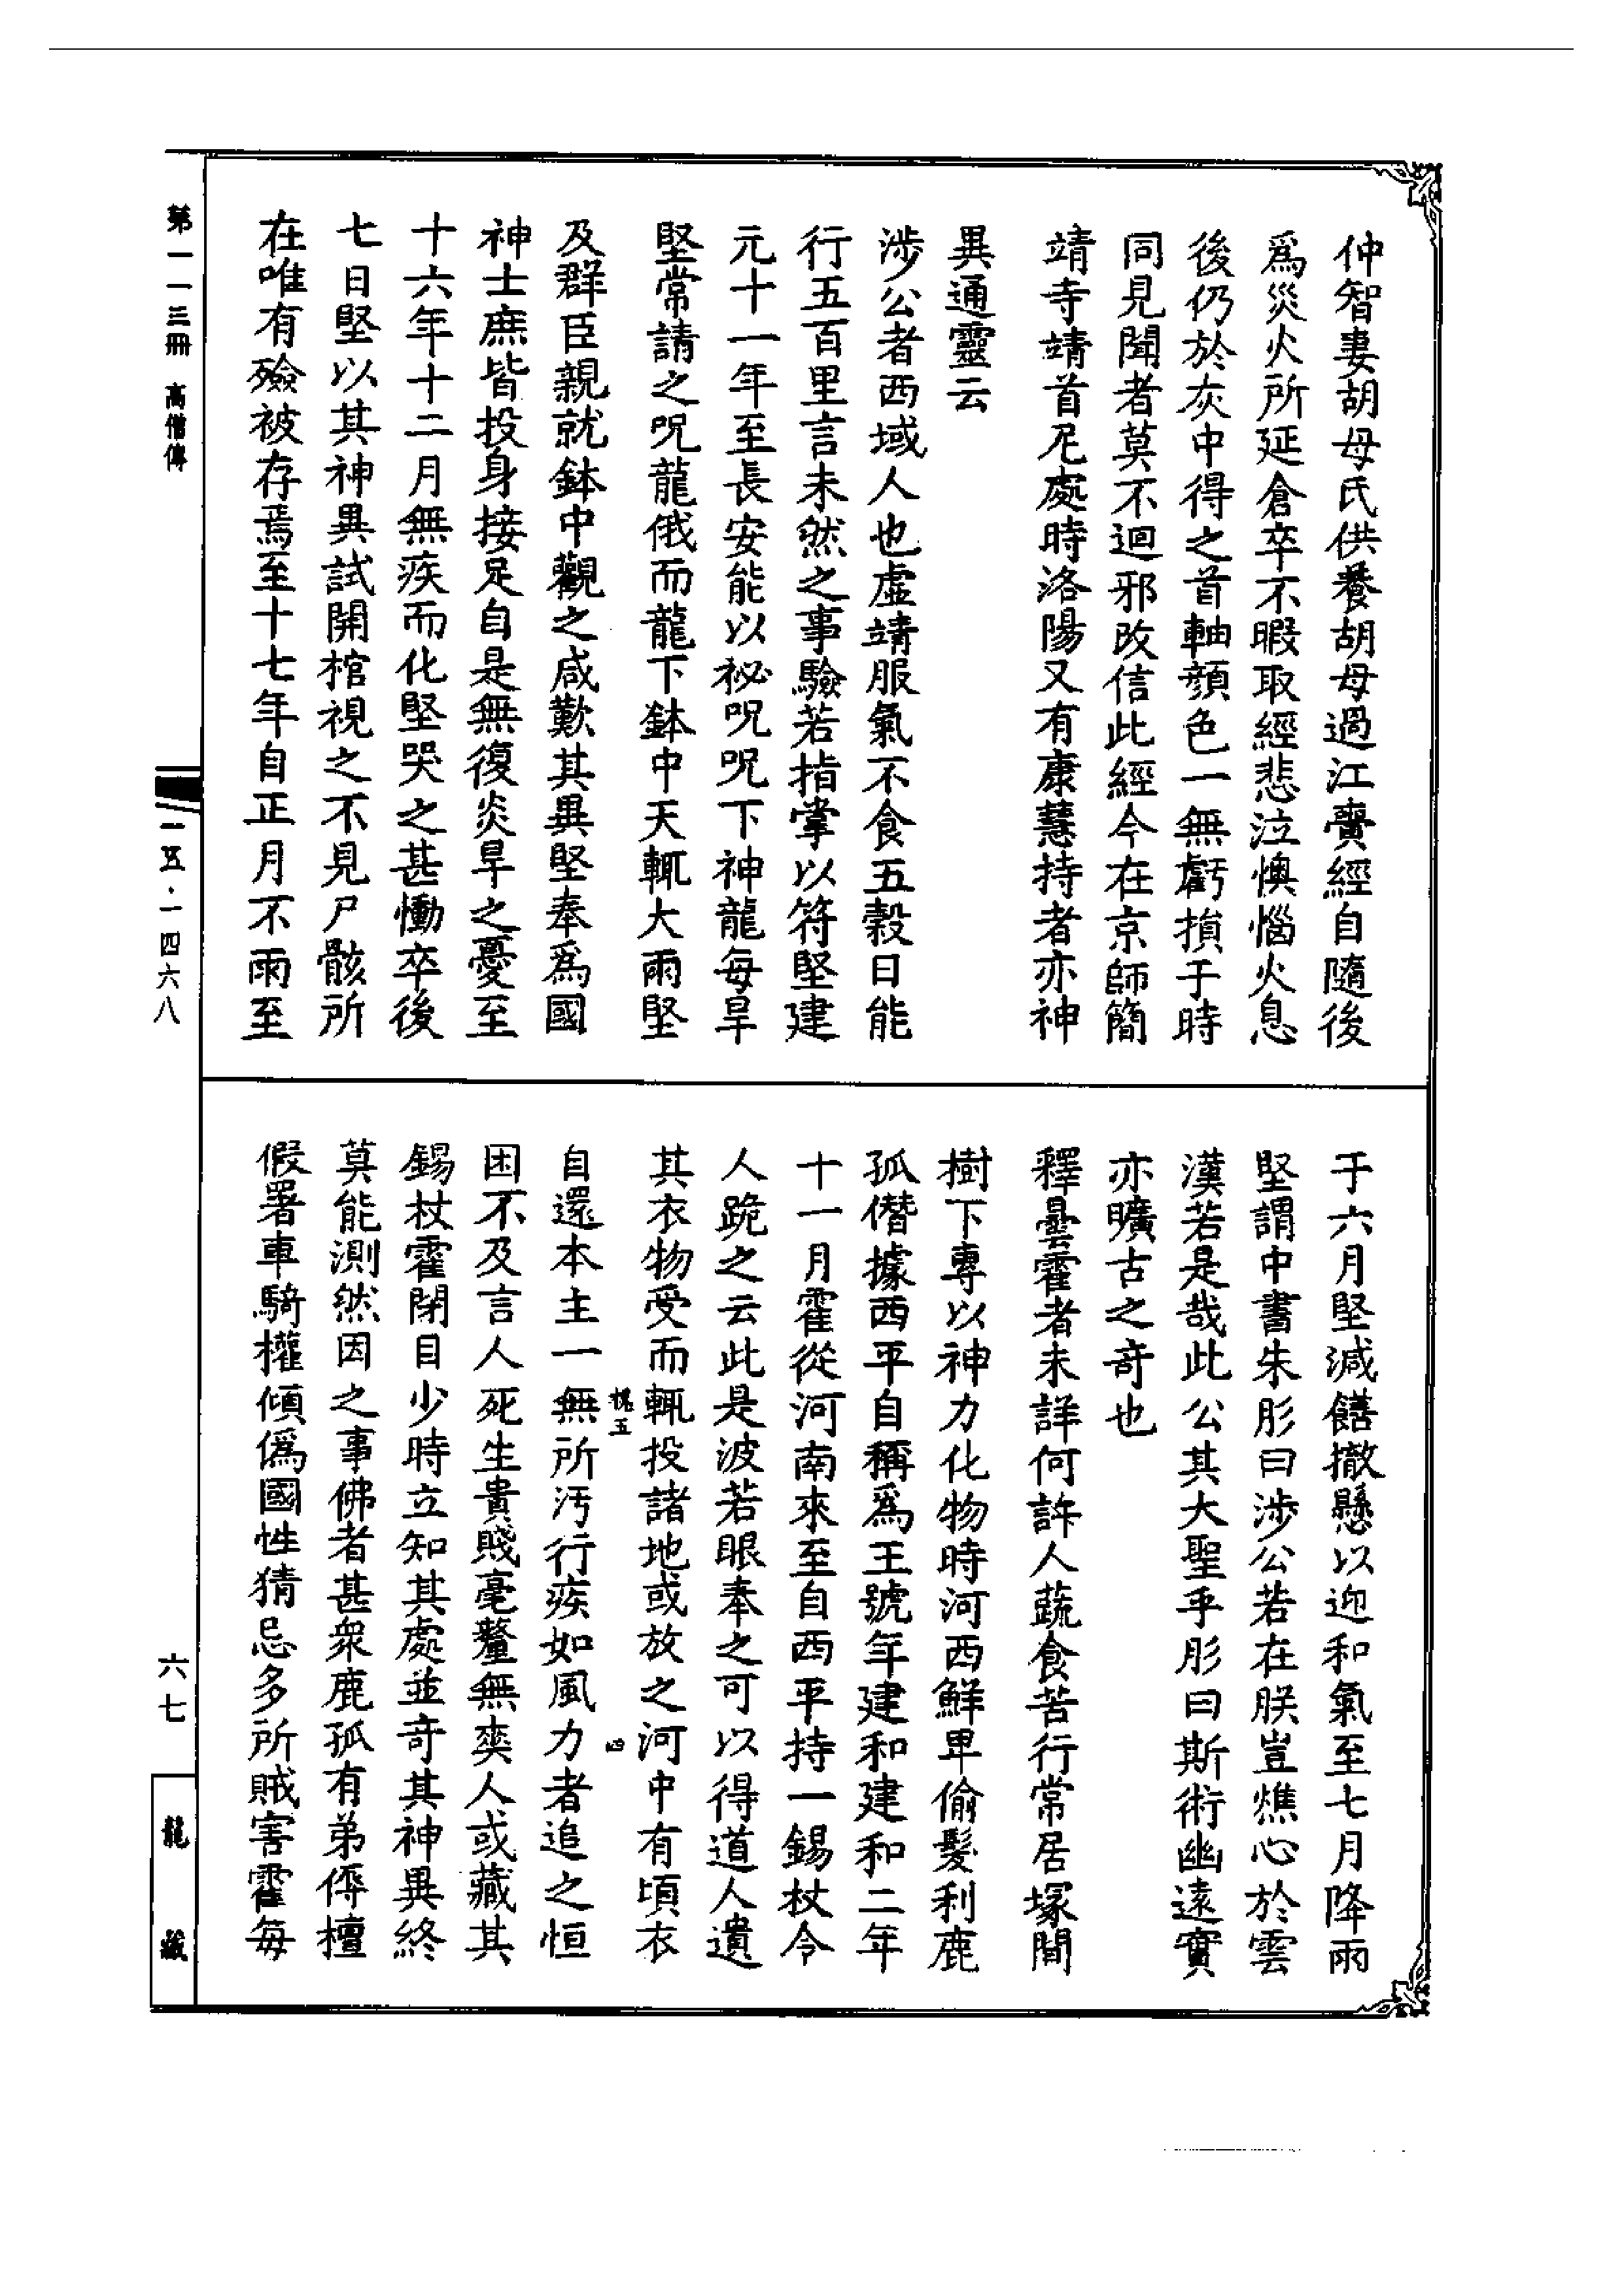 仲智妻胡母氏供養胡母過江賷經自隨後
爲災火所延倉卒不暇取經悲泣懊惱火息
後仍於灰中得之首軸顔色一無虧損于時
同見聞者莫不迴邪改信此經今在京師簡
靖寺靖首尼處時洛陽又有康慧持者亦神
異通靈云
涉公者西域人也虛靖服氣不食五穀日能
行五百里言未然之事驗若指掌以符堅建
元十一年至長安能以祕呪呪下神龍每旱
堅常請之呪龍俄而龍下鉢中天輒大雨堅
及群臣親就鉢中觀之咸歎其異堅奉爲國
神士庶皆投身接足自是無復炎旱之憂至
十六年十二月無疾而化堅哭之甚慟卒後
七日堅以其神異試開棺視之不見尸骸所
在唯有殮被存焉至十七年自正月不雨至
于六月堅減饍撤懸以迎和氣至七月降雨
堅謂中書朱肜曰涉公若在朕豈燋心於雲
漢若是哉此公其大聖乎肜曰斯術幽遠實
亦曠古之奇也
釋曇霍者未詳何許人蔬食苦行常居塚間
樹下專以神力化物時河西鮮卑偷髮利鹿
孤僭據西平自稱爲王號年建和建和二年
十一月霍從河南來至自西平持一錫杖令
人跪之云此是波若眼奉之可以得道人遺
其衣物受而輒投諸地或放之河中有頃衣
自還本主一無所汚行疾如風力者追之恒
困不及言人死生貴賤毫釐無爽人或藏其
錫杖霍閉目少時立知其處並奇其神異終
莫能測然因之事佛者甚衆鹿孤有弟傉檀
假署車騎權傾僞國性猜忌多所賊害霍每
槐五
四
第一一三冊 高僧傳
一五·一四六八
六七
龍藏